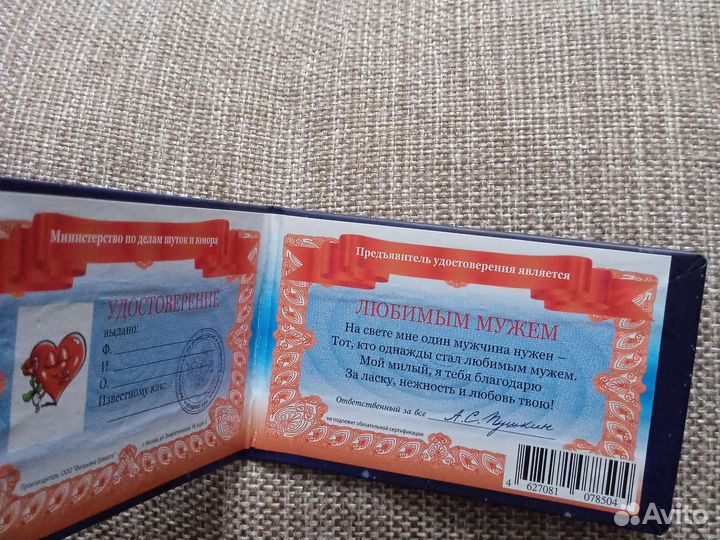 Министерство по делам шуток и юмора
УДОСТОВЕРЕНИЕ
выдано:
Ф.
И.
О.
Известному как:
Производитель: ООО
Предъявитель удостоверения является
ЛЮБИМЫМ МУЖЕМ
На свете мне один мужчина нужен –
Тот, кто однажды стал любимым мужем.
Мой милый, я тебя благодарю
За ласку, нежность и любовь твою!
Ответственный за все А.С.Пушкин
не подлежит обязательной сертификации
4 627081 078504
Avito